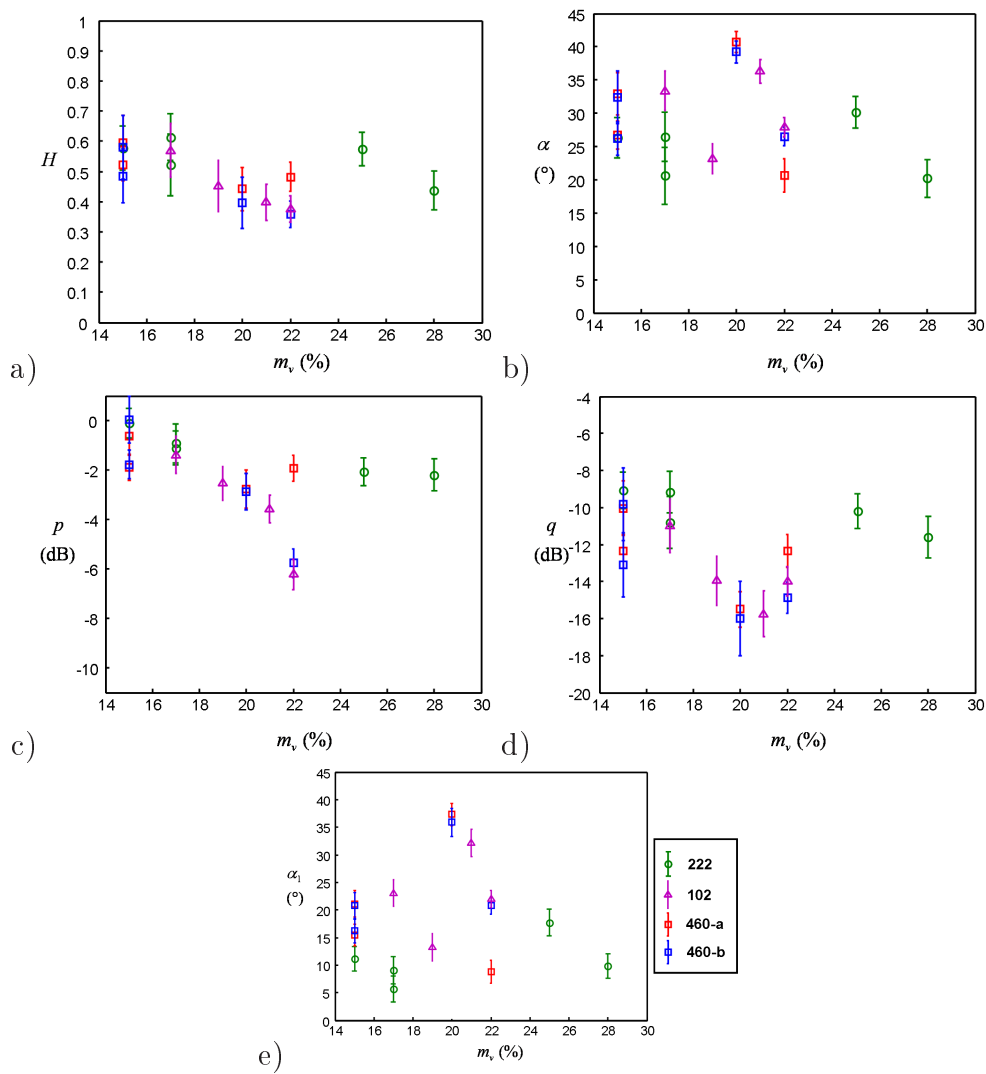 1
0.9
0.8
0.7
0.6
0.5
0.4
0.3
0.2
0.1
0
H
14 16 18 20 22 24 26 28 30
mv (%)
a)
45
40
35
30
25
20
15
10
5
0
α
(°)
14 16 18 20 22 24 26 28 30
mv (%)
b)
0
-2
-4
-6
-8
-10
p
(dB)
14 16 18 20 22 24 26 28 30
mv (%)
c)
-4
-6
-8
-10
-12
-14
-16
-18
-20
q
(dB)
14 16 18 20 22 24 26 28 30
mv (%)
d)
45
40
35
30
25
20
15
10
5
0
α1
(°)
14 16 18 20 22 24 26 28 30
mv (%)
e)
222
102
460-a
460-b